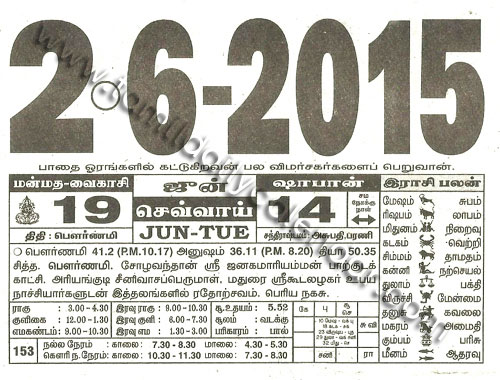 2-6-2015
பாதை ஓரங்களில் கட்டுகிறவன் பல விமர்சகர்களைப் பெறுவான்.
மன்மத-வைகாசி ஜுன் ஷாபான் இராசி பலன்
19 செவ்வாய் 14 சம நோக்கு நாள்
திதி : பௌர்ணமி JUN-TUE சந்திராஷ்டமம்: அசுபதி,பரணி
பௌர்ணமி 41.2 (P.M.10.17) அனுஷம் 36.11 (P.M. 8.20) தியா 50.35
சித்த. பௌர்ணமி. சோழவந்தான் ஸ்ரீ ஜனகமாரியம்மன்
காட்சி. அரியங்குடி சீனிவாசபெருமாள். மதுரை ஸ்ரீகூடலழகர் உபய
நாச்சியார்களுடன் இத்தலங்களில் ரதோற்சவம். பெரிய நகசு.
மேஷம் சுபம்
ரிஷபம் லாபம்
மிதுனம் நிறைவு
கடகம் வெற்றி
சிம்மம் தாமதம்
கன்னி நற்செயல்
துலாம் பக்தி
விருச்சிகம் மேன்மை
தனுசு கவலை
மகரம் அமைதி
கும்பம் பரிசு
மீனம் ஆதரவு
ராகு 3.00 - 4.30 இரவு ராகு 9.00 - 10.30 சூ.உதயம்: 5.52
குளிகை 12.00 - 1.30 இரவு குளி 6.00 - 7.30 சூலம் : வடக்கு
எமகண்டம் : 9.00 - 10.30 இரவு எம 1.30 - 3.00 பரிகாரம் : பால்
153 நல்ல நேரம் : காலை: 7.30 - 8.30 மாலை: 4.30 - 5.30
கௌரி ந.நேரம் : காலை: 10.30 - 11.30 மாலை: 7.30 - 8.30